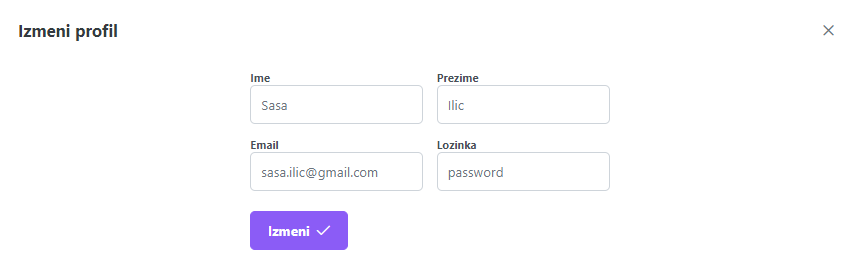 Izmeni profil
Ime
Prezime
Sasa
Ilic
Email
Lozinka
sasa.ilic@gmail.com
password
Izmeni